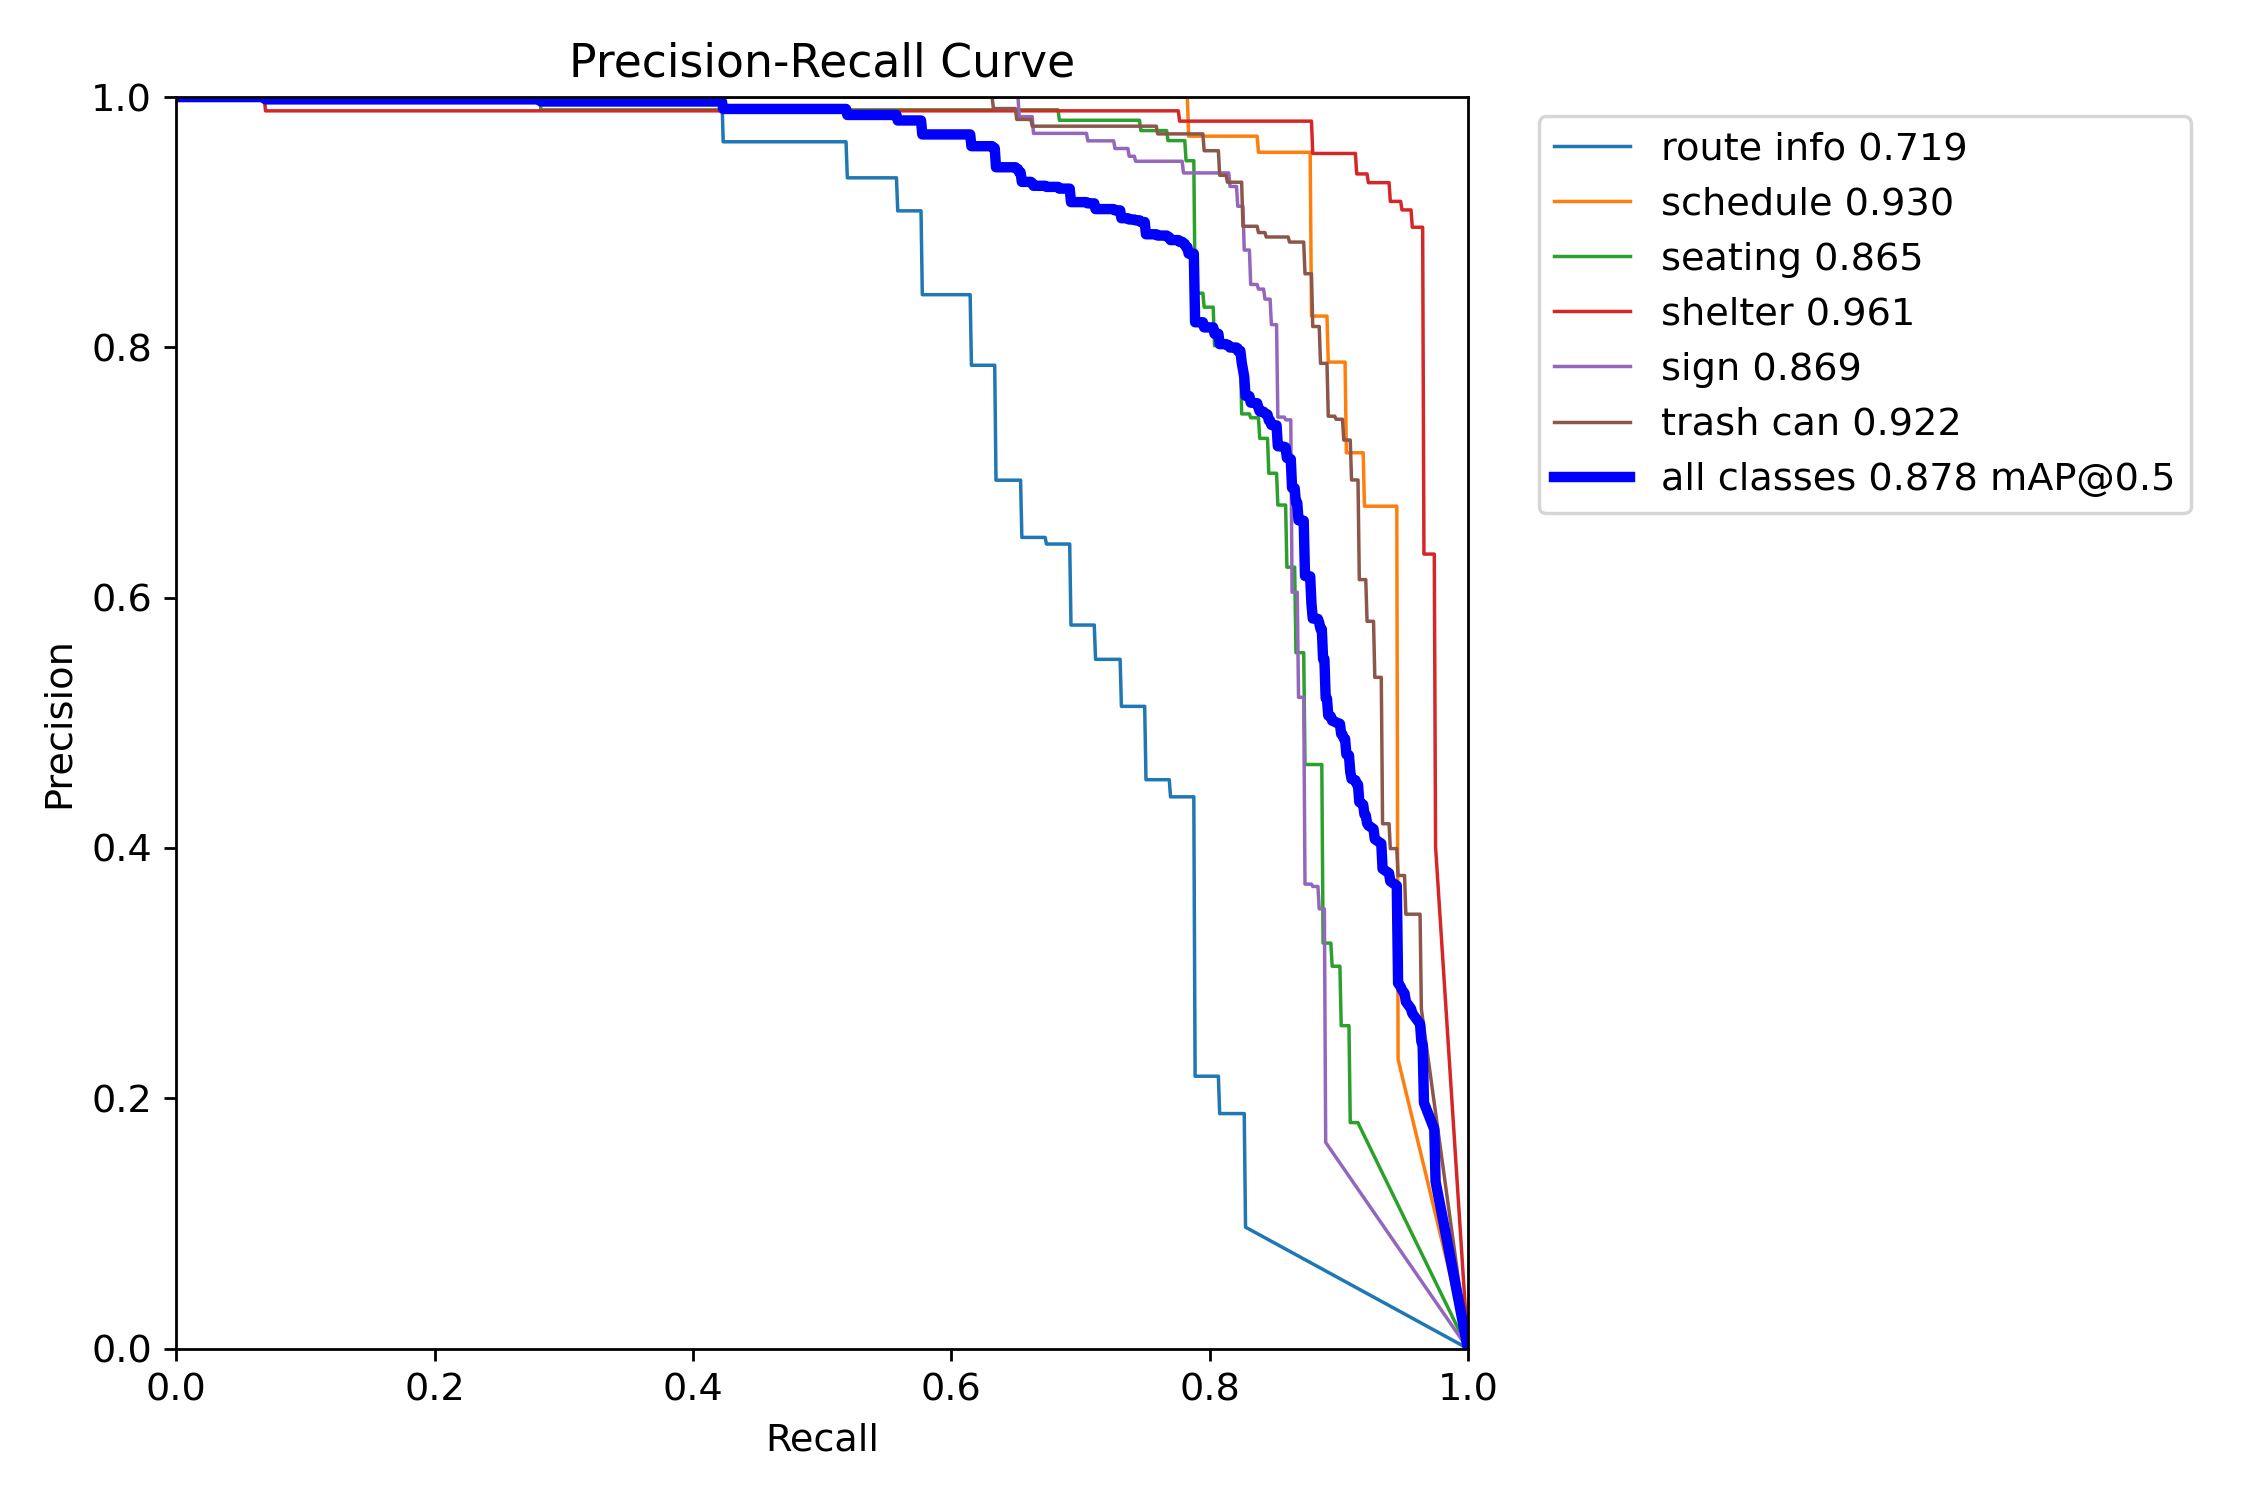 Precision-Recall Curve
1.0
0.8
0.6
0.4
0.2
0.0
Precision
0.0 0.2 0.4 0.6 0.8 1.0
Recall
route info 0.719
schedule 0.930
seating 0.865
shelter 0.961
sign 0.869
trash can 0.922
all classes 0.878 mAP@0.5